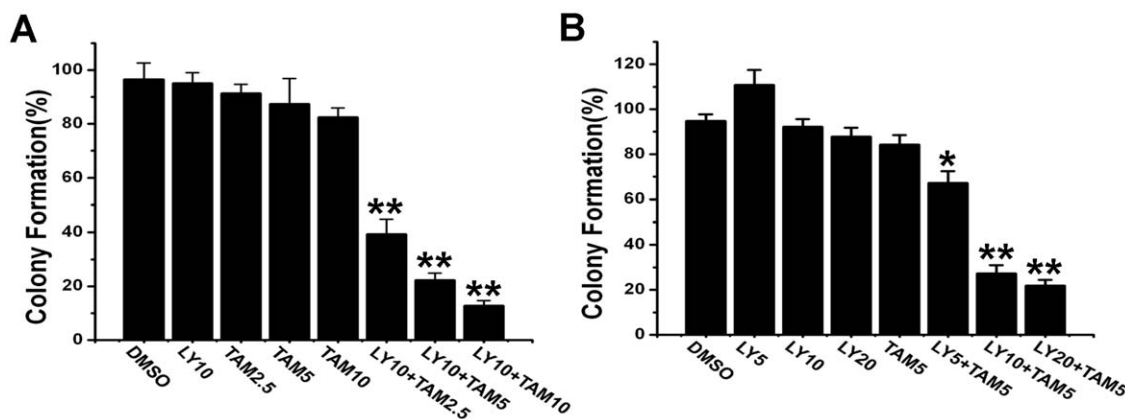 A
Colony Formation(%)
100
80
60
40
20
0
**
**
**
DMSO
LY10
TAM2.5
TAM5
TAM10
LY10+TAM2.5
LY10+TAM5
LY10+TAM10
B
Colony Formation(%)
120
100
80
60
40
20
0
*
**
**
DMSO
LY5
LY10
LY20
TAM5
LY5+TAM5
LY10+TAM5
LY20+TAM5